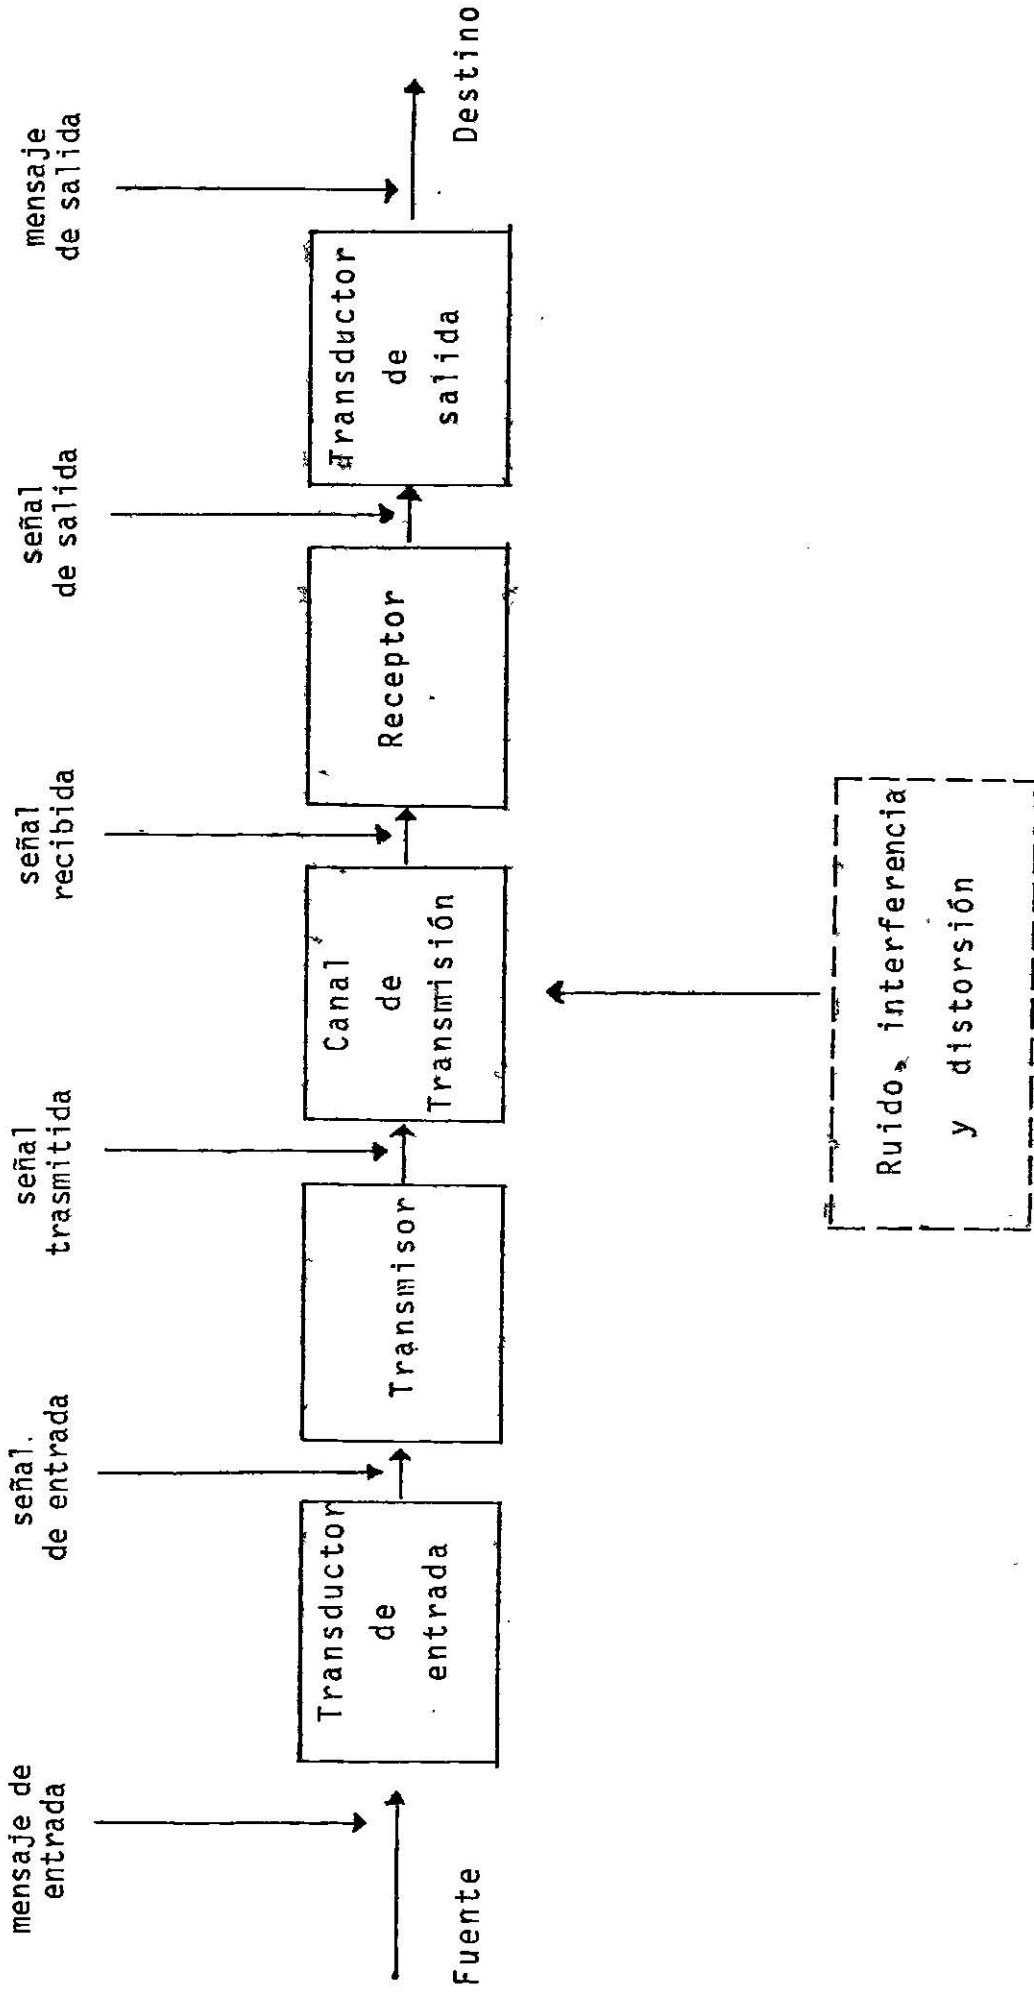 mensaje de
entrada
señal
de entrada
señal
trasmitida
señal
recibida
señal
de salida
mensaje
de salida
Fuente
Transductor
de
entrada
Transmisor
Canal
de
Transmisión
Receptor
Transductor
de
salida
Destino
Ruido, interferencia
y distorsión